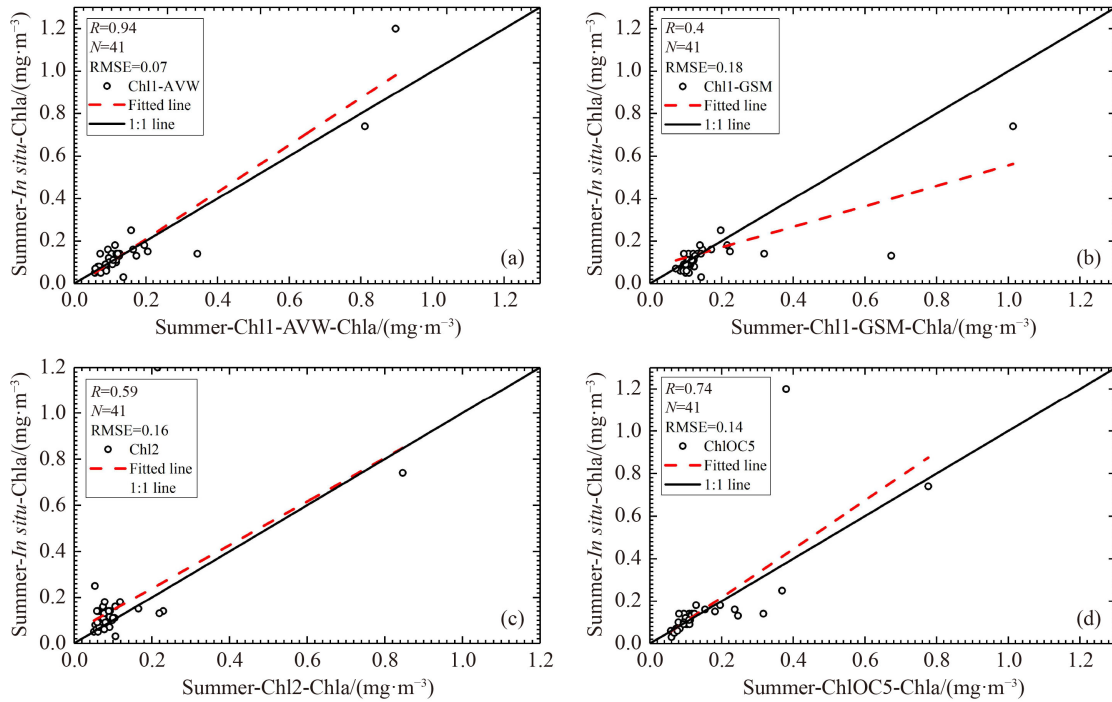 Summer-In situ-Chla/(mg·m⁻³)
1.2
1.0
0.8
0.6
0.4
0.2
0.0
R=0.94
N=41
RMSE=0.07
Chl1-AVW
Fitted line
1:1 line
(a)
0.0 0.2 0.4 0.6 0.8 1.0 1.2
Summer-Chl1-AVW-Chla/(mg·m⁻³)
Summer-In situ-Chla/(mg·m⁻³)
1.2
1.0
0.8
0.6
0.4
0.2
0.0
R=0.4
N=41
RMSE=0.18
Chl1-GSM
Fitted line
1:1 line
(b)
0.0 0.2 0.4 0.6 0.8 1.0 1.2
Summer-Chl1-GSM-Chla/(mg·m⁻³)
Summer-In situ-Chla/(mg·m⁻³)
1.2
1.0
0.8
0.6
0.4
0.2
0.0
R=0.59
N=41
RMSE=0.16
Chl2
Fitted line
1:1 line
(c)
0.0 0.2 0.4 0.6 0.8 1.0 1.2
Summer-Chl2-Chla/(mg·m⁻³)
Summer-In situ-Chla/(mg·m⁻³)
1.2
1.0
0.8
0.6
0.4
0.2
0.0
R=0.74
N=41
RMSE=0.14
ChlOC5
Fitted line
1:1 line
(d)
0.0 0.2 0.4 0.6 0.8 1.0 1.2
Summer-ChlOC5-Chla/(mg·m⁻³)